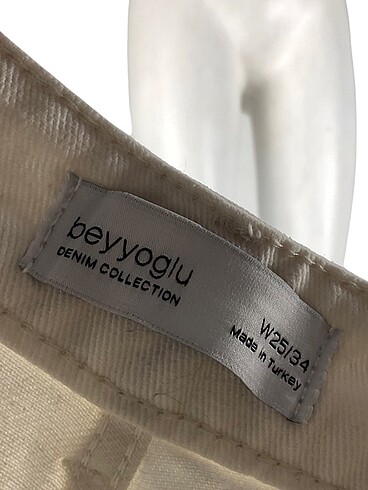 beyyoglu
DENIM COLLECTION
W25/34
Made in Turkey